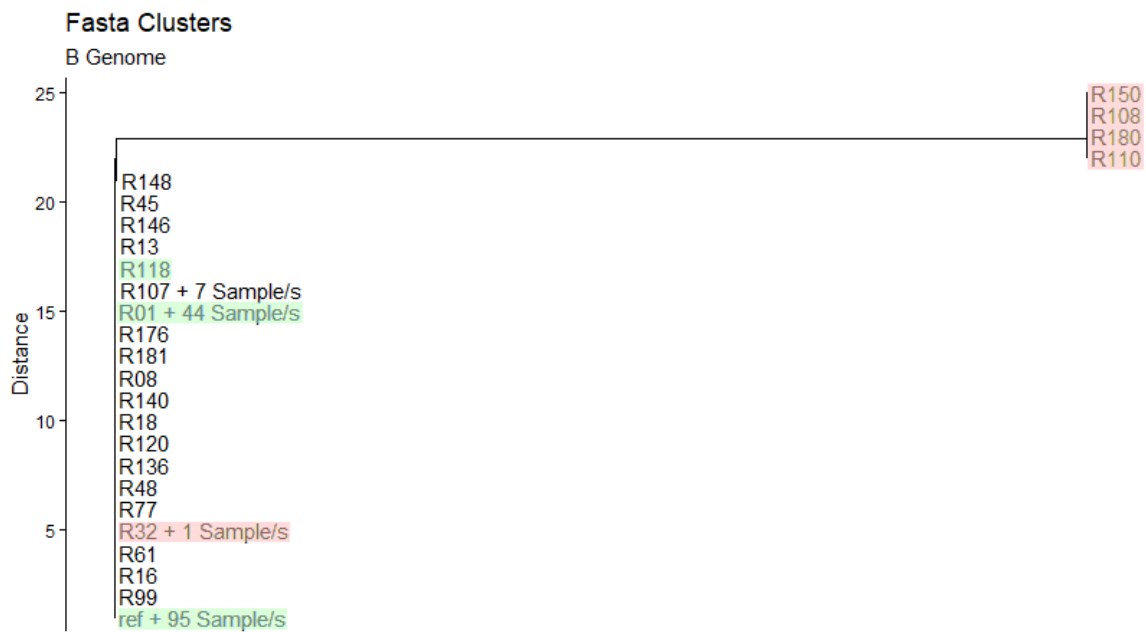 Fasta Clusters
B Genome
25
R150
R108
R180
R110
R148
20
R45
R146
R13
R118
R107 + 7 Sample/s
15
R01 + 44 Sample/s
R176
R181
Distance
R08
R140
10
R18
R120
R136
R48
R77
5
R32 + 1 Sample/s
R61
R16
R99
ref + 95 Sample/s